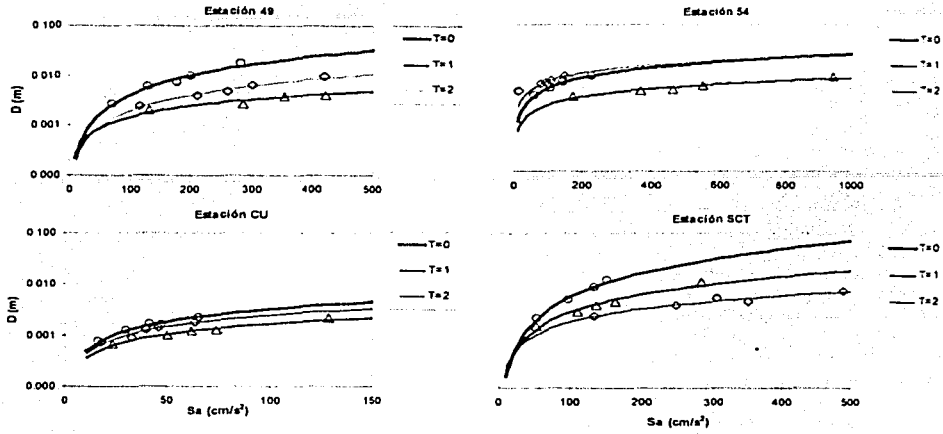 Estación 49
0.100
0.010
0.001
0.000
D (m)
0 100 200 300 400 500
T=0
T=1
T=2
Estación 54
0 200 400 600 800 1000
T=0
T=1
T=2
Estación CU
0 100
0.010
0.001
0.000
D (m)
0 50 100 150
Sa (cm/s²)
T=0
T=1
T=2
Estación SCT
0 100 200 300 400 500
Sa (cm/s²)
T=0
T=1
T=2